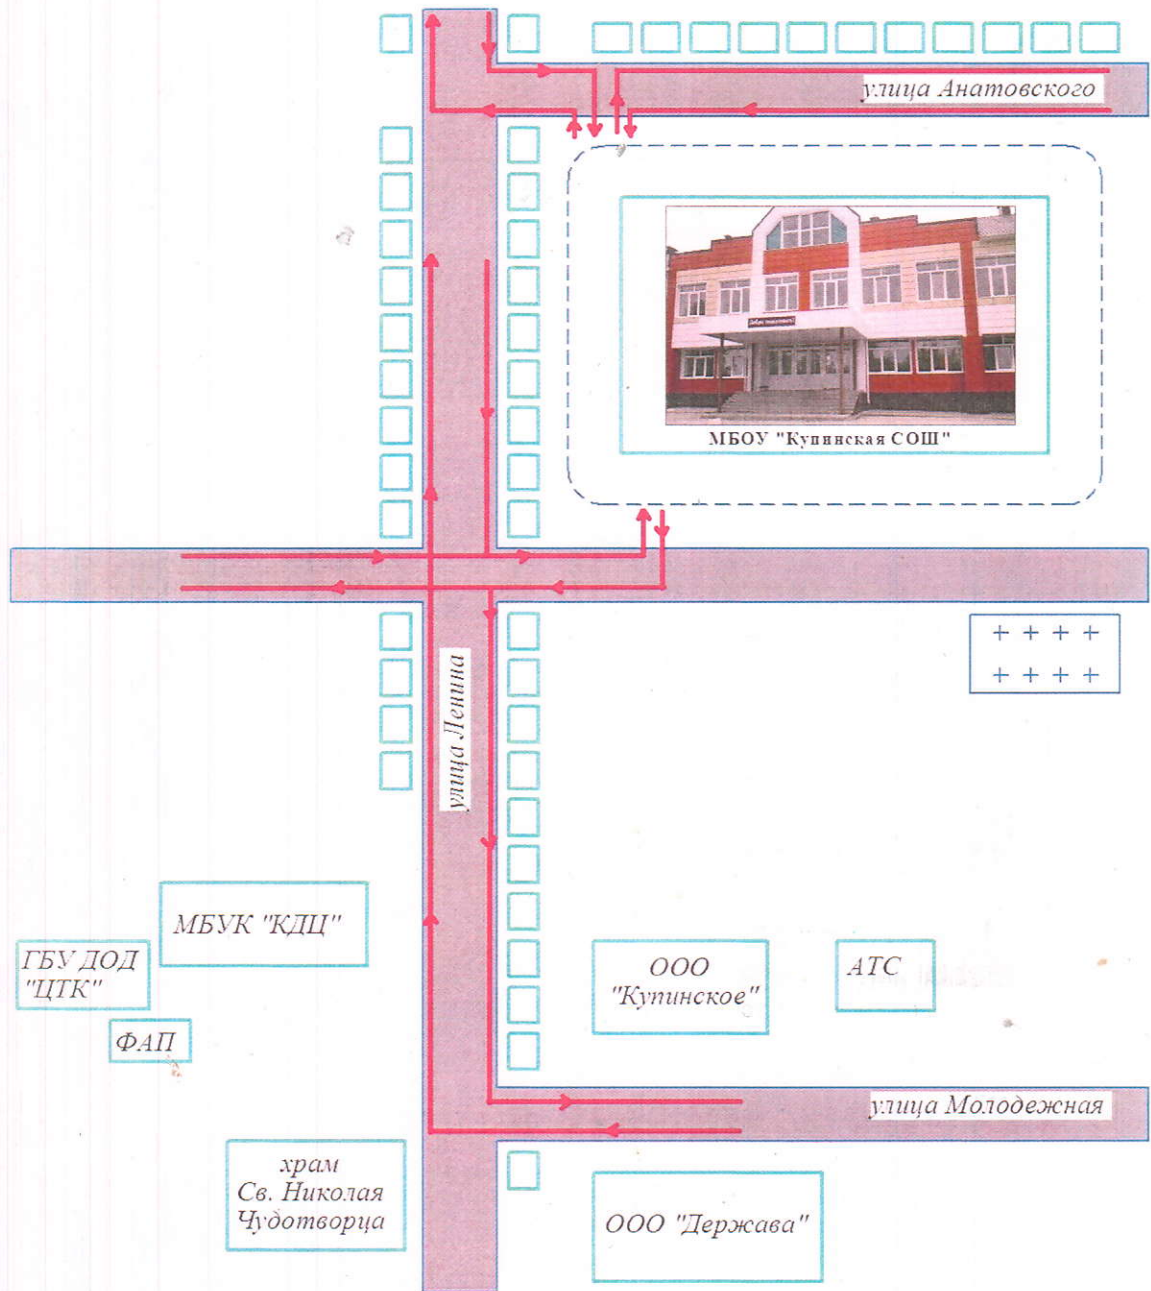 улица Анатовского
МБОУ "Купинская СОШ"
улица Ленина
МБУК "КДЦ"
ГБУ ДОД
"ЦТК"
ФАП
ООО
"Купинское"
АТС
улица Молодежная
храм
Св. Николая
Чудотворца
ООО "Держава"